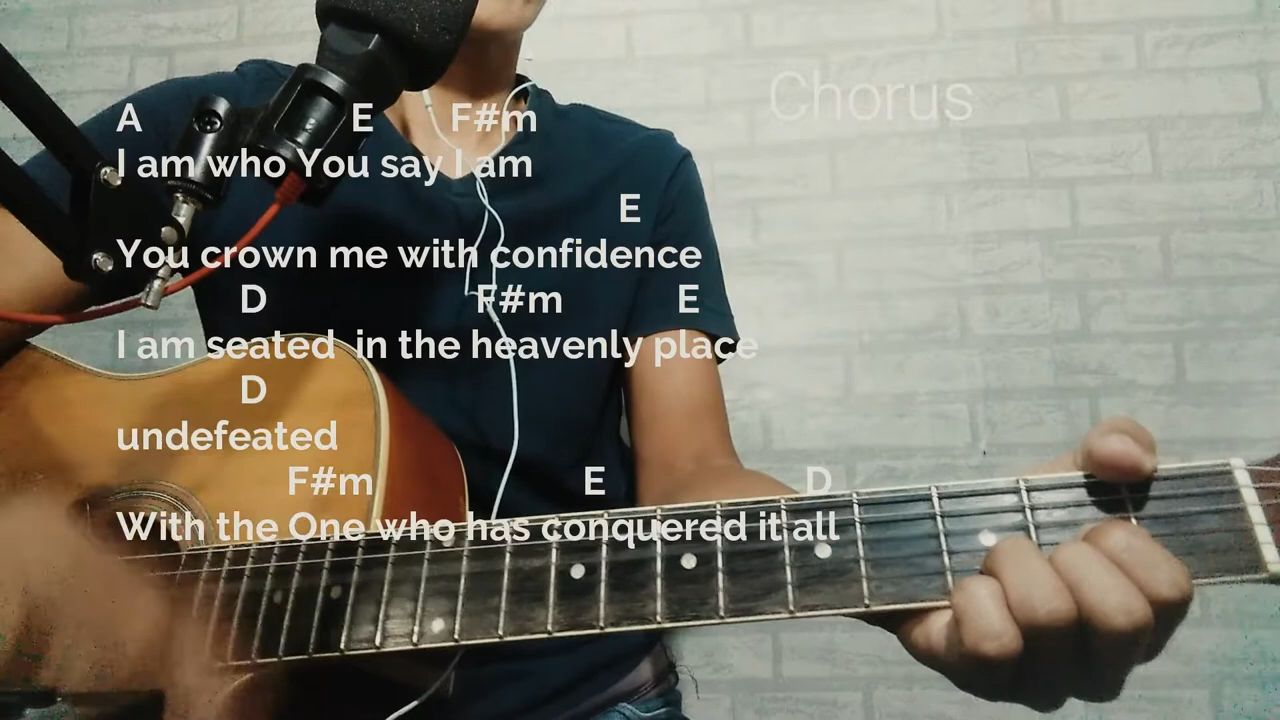 Chorus
A E F#m
I am who You say I am
E
You crown me with confidence
D F#m E
I am seated in the heavenly place
D
undefeated
F#m E D
With the One who has conquered it all